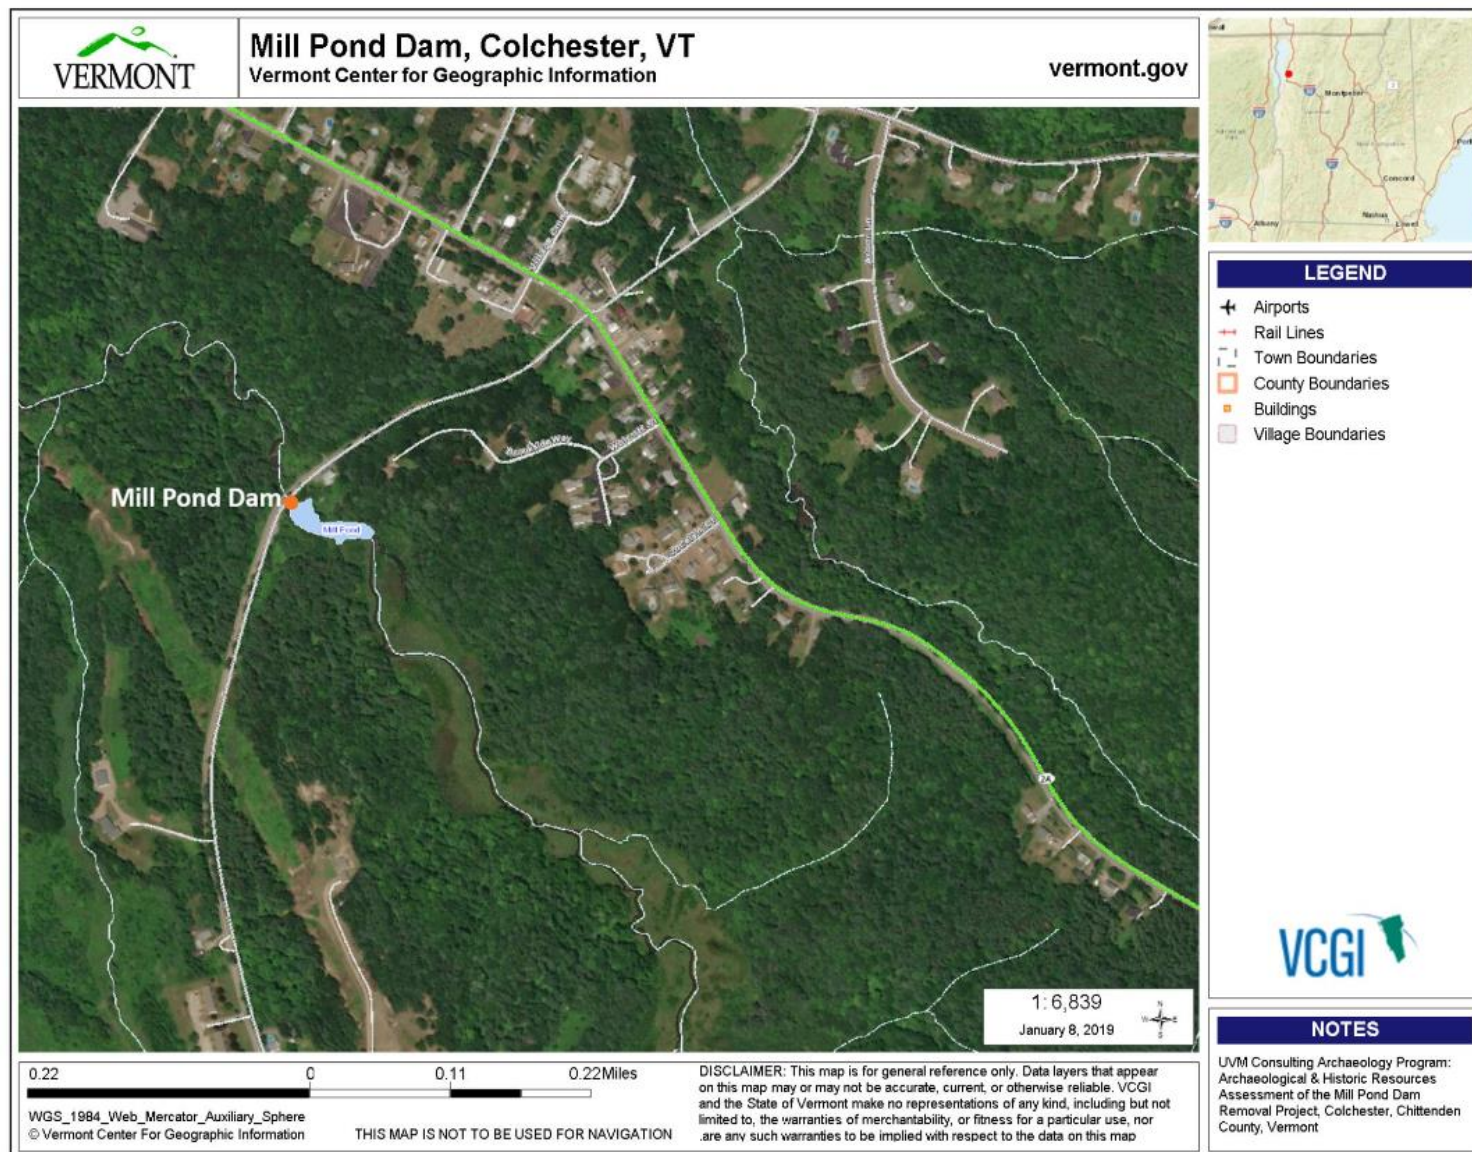 VERMONT
Mill Pond Dam, Colchester, VT
Vermont Center for Geographic Information
vermont.gov
Montpelier
Concord
Nashua
Lowell
Albany
Mill Pond Dam
Mill Pond
2A
1: 6,839
January 8, 2019
N
W E
S
LEGEND
Airports
Rail Lines
Town Boundaries
County Boundaries
Buildings
Village Boundaries
VCGI
NOTES
UVM Consulting Archaeology Program:
Archaeological & Historic Resources
Assessment of the Mill Pond Dam
Removal Project, Colchester, Chittenden
County, Vermont
0.22 0 0.11 0.22Miles
WGS_1984_Web_Mercator_Auxiliary_Sphere
© Vermont Center For Geographic Information
THIS MAP IS NOT TO BE USED FOR NAVIGATION
DISCLAIMER: This map is for general reference only. Data layers that appear
on this map may or may not be accurate, current, or otherwise reliable. VCGI
and the State of Vermont make no representations of any kind, including but not
limited to, the warranties of merchantability, or fitness for a particular use, nor
are any such warranties to be implied with respect to the data on this map